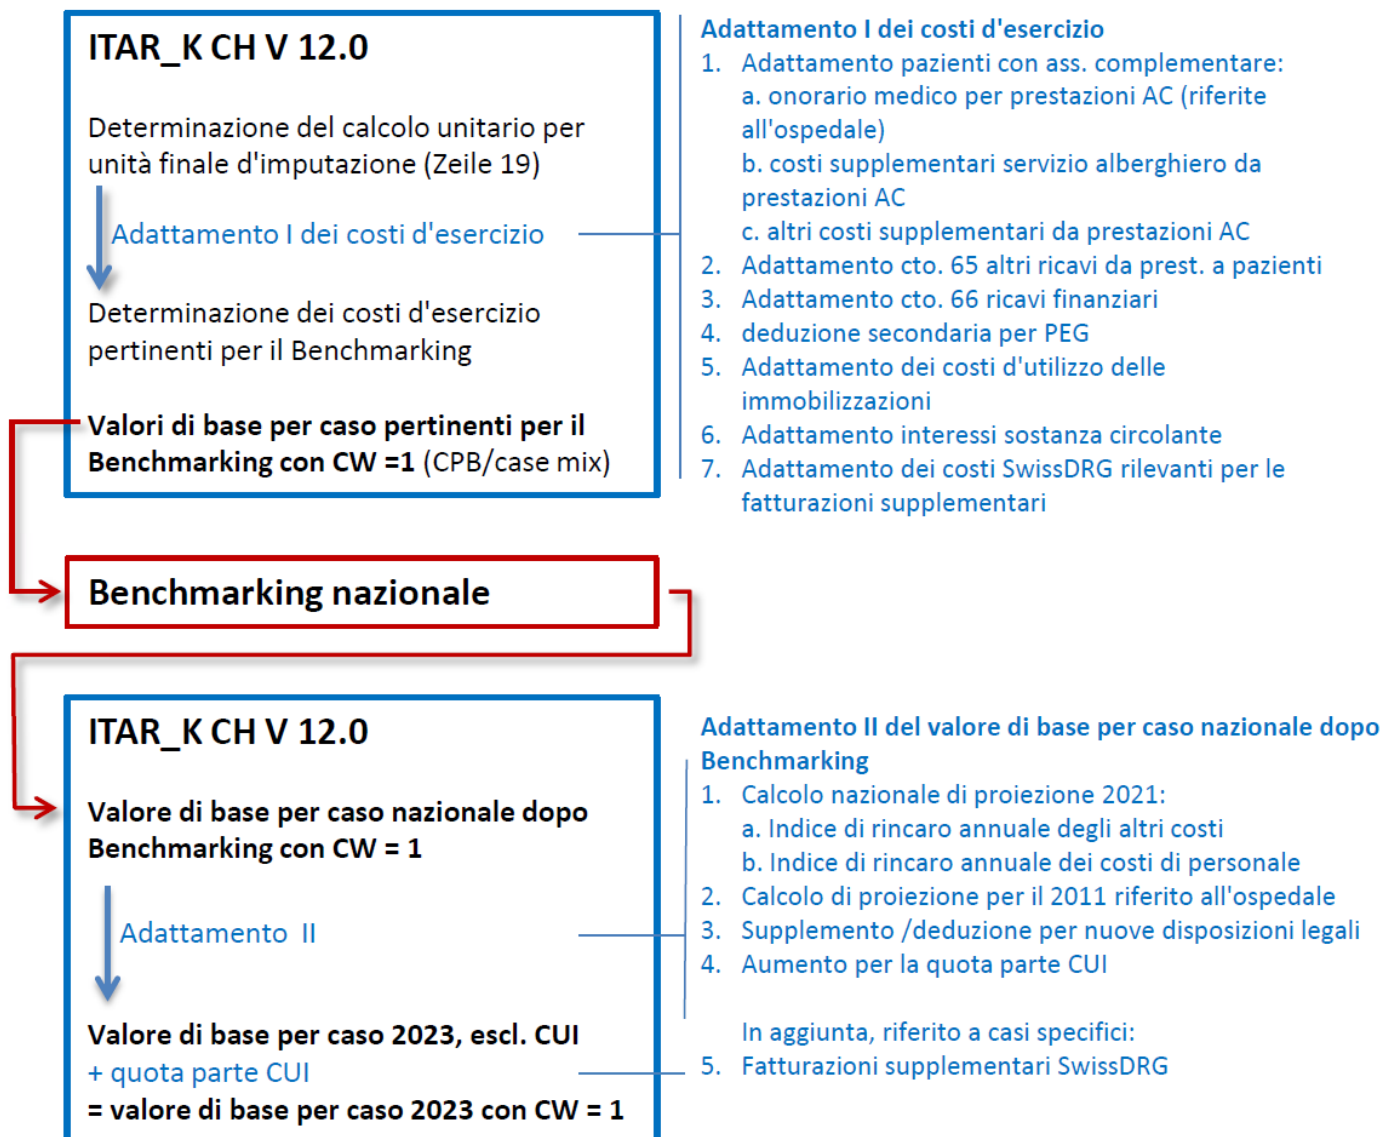 ITAR_K CH V 12.0
Determinazione del calcolo unitario per
unità finale d'imputazione (Zeile 19)
Adattamento I dei costi d'esercizio
Determinazione dei costi d'esercizio
pertinenti per il Benchmarking
Valori di base per caso pertinenti per il
Benchmarking con CW =1 (CPB/case mix)
Adattamento I dei costi d'esercizio
1. Adattamento pazienti con ass. complementare:
a. onorario medico per prestazioni AC (riferite
all'ospedale)
b. costi supplementari servizio alberghiero da
prestazioni AC
c. altri costi supplementari da prestazioni AC
2. Adattamento cto. 65 altri ricavi da prest. a pazienti
3. Adattamento cto. 66 ricavi finanziari
4. deduzione secondaria per PEG
5. Adattamento dei costi d'utilizzo delle
immobilizzazioni
6. Adattamento interessi sostanza circolante
7. Adattamento dei costi SwissDRG rilevanti per le
fatturazioni supplementari
Benchmarking nazionale
ITAR_K CH V 12.0
Valore di base per caso nazionale dopo
Benchmarking con CW = 1
Adattamento II
Valore di base per caso 2023, escl. CUI
+ quota parte CUI
= valore di base per caso 2023 con CW = 1
Adattamento II del valore di base per caso nazionale dopo
Benchmarking
1. Calcolo nazionale di proiezione 2021:
a. Indice di rincaro annuale degli altri costi
b. Indice di rincaro annuale dei costi di personale
2. Calcolo di proiezione per il 2011 riferito all'ospedale
3. Supplemento /deduzione per nuove disposizioni legali
4. Aumento per la quota parte CUI
In aggiunta, riferito a casi specifici:
5. Fatturazioni supplementari SwissDRG